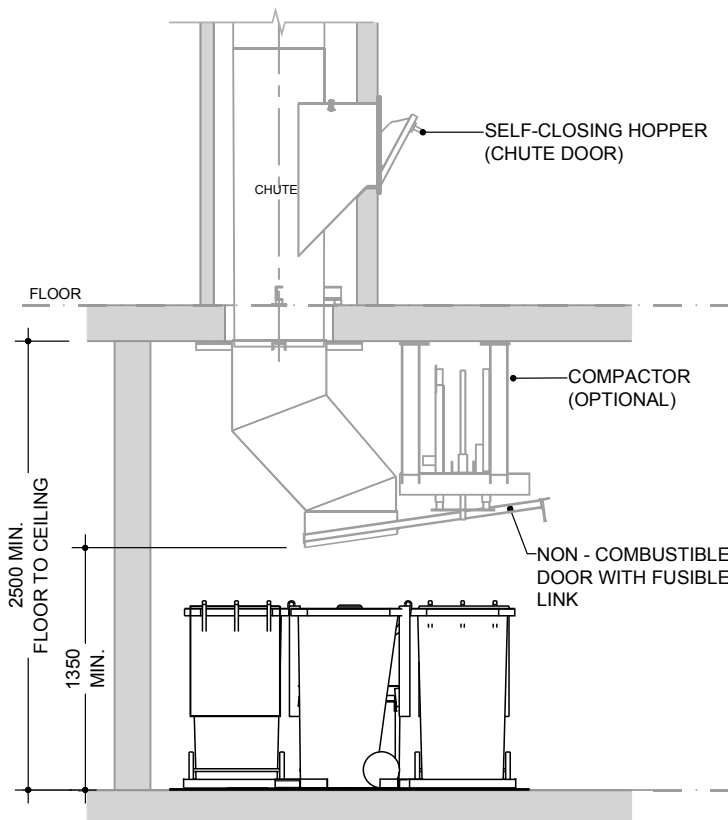 SELF-CLOSING HOPPER
(CHUTE DOOR)
CHUTE
FLOOR
COMPACTOR
(OPTIONAL)
2500 MIN.
FLOOR TO CEILING
1350
MIN.
NON - COMBUSTIBLE
DOOR WITH FUSIBLE
LINK